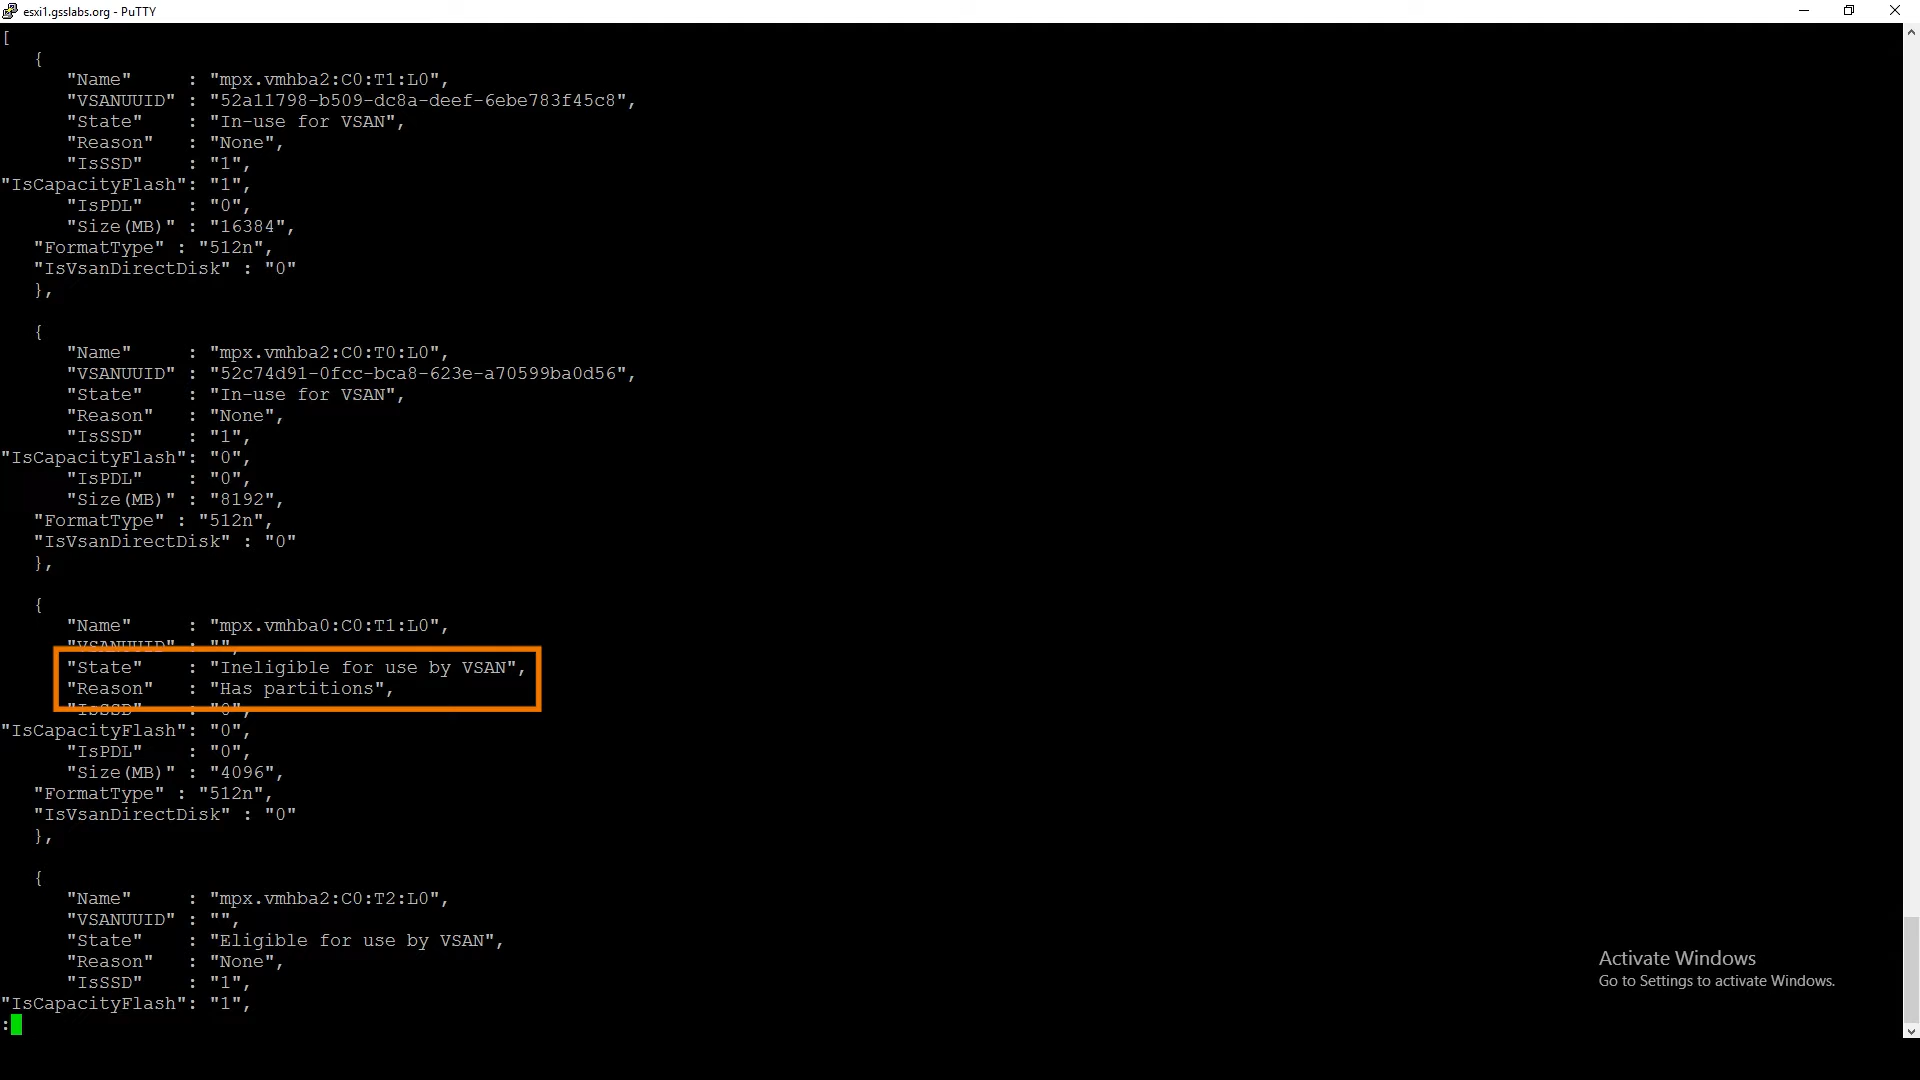 esxi1.gsslabs.org - PuTTY
[
{
"Name" : "mpx.vmhba2:C0:T1:L0",
"VSANUUID" : "52a11798-b509-dc8a-deef-6ebe783f45c8",
"State" : "In-use for VSAN",
"Reason" : "None",
"IsSSD" : "1",
"IsCapacityFlash": "1",
"IsPDL" : "0",
"Size(MB)" : "16384",
"FormatType" : "512n",
"IsVsanDirectDisk" : "0"
},
{
"Name" : "mpx.vmhba2:C0:T0:L0",
"VSANUUID" : "52c74d91-0fcc-bca8-623e-a70599ba0d56",
"State" : "In-use for VSAN",
"Reason" : "None",
"IsSSD" : "1",
"IsCapacityFlash": "0",
"IsPDL" : "0",
"Size(MB)" : "8192",
"FormatType" : "512n",
"IsVsanDirectDisk" : "0"
},
{
"Name" : "mpx.vmhba0:C0:T1:L0",
"VSANUUID" : "",
"State" : "Ineligible for use by VSAN",
"Reason" : "Has partitions",
"IsSSD" : "0",
"IsCapacityFlash": "0",
"IsPDL" : "0",
"Size(MB)" : "4096",
"FormatType" : "512n",
"IsVsanDirectDisk" : "0"
},
{
"Name" : "mpx.vmhba2:C0:T2:L0",
"VSANUUID" : "",
"State" : "Eligible for use by VSAN",
"Reason" : "None",
"IsSSD" : "1",
"IsCapacityFlash": "1",
:
Activate Windows
Go to Settings to activate Windows.